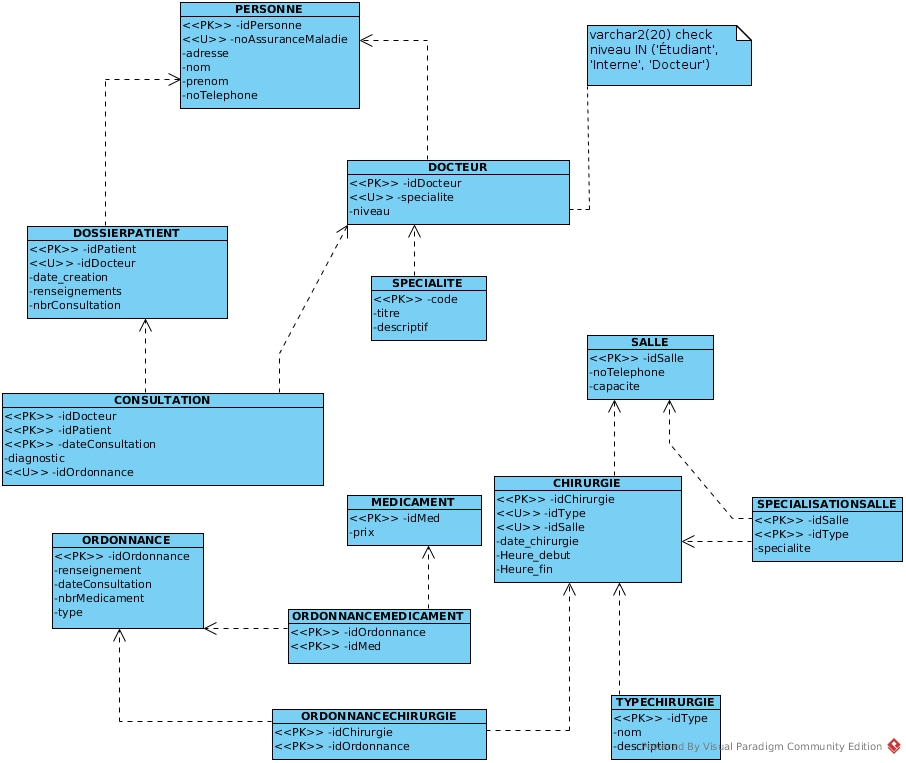 PERSONNE
<<PK>> -idPersonne
<<U>> -noAssuranceMaladie
-adresse
-nom
-prenom
-noTelephone
varchar2(20) check
niveau IN ('Étudiant',
'Interne', 'Docteur')
DOCTEUR
<<PK>> -idDocteur
<<U>> -specialite
-niveau
DOSSIERPATIENT
<<PK>> -idPatient
<<U>> -idDocteur
-date_creation
-renseignements
-nbrConsultation
SPECIALITE
<<PK>> -code
-titre
-descriptif
SALLE
<<PK>> -idSalle
-noTelephone
-capacite
CONSULTATION
<<PK>> -idDocteur
<<PK>> -idPatient
<<PK>> -dateConsultation
-diagnostic
<<U>> -idOrdonnance
CHIRURGIE
<<PK>> -idChirurgie
<<U>> -idType
<<U>> -idSalle
-date_chirurgie
-Heure_debut
-Heure_fin
MEDICAMENT
<<PK>> -idMed
-prix
SPECIALISATIONSALLE
<<PK>> -idSalle
<<PK>> -idType
-specialite
ORDONNANCE
<<PK>> -idOrdonnance
-renseignement
-dateConsultation
-nbrMedicament
-type
ORDONNANCEMEDICAMENT
<<PK>> -idOrdonnance
<<PK>> -idMed
TYPECHIRURGIE
<<PK>> -idType
-nom
-description
ORDONNANCECHIRURGIE
<<PK>> -idChirurgie
<<PK>> -idOrdonnance
Powered By Visual Paradigm Community Edition